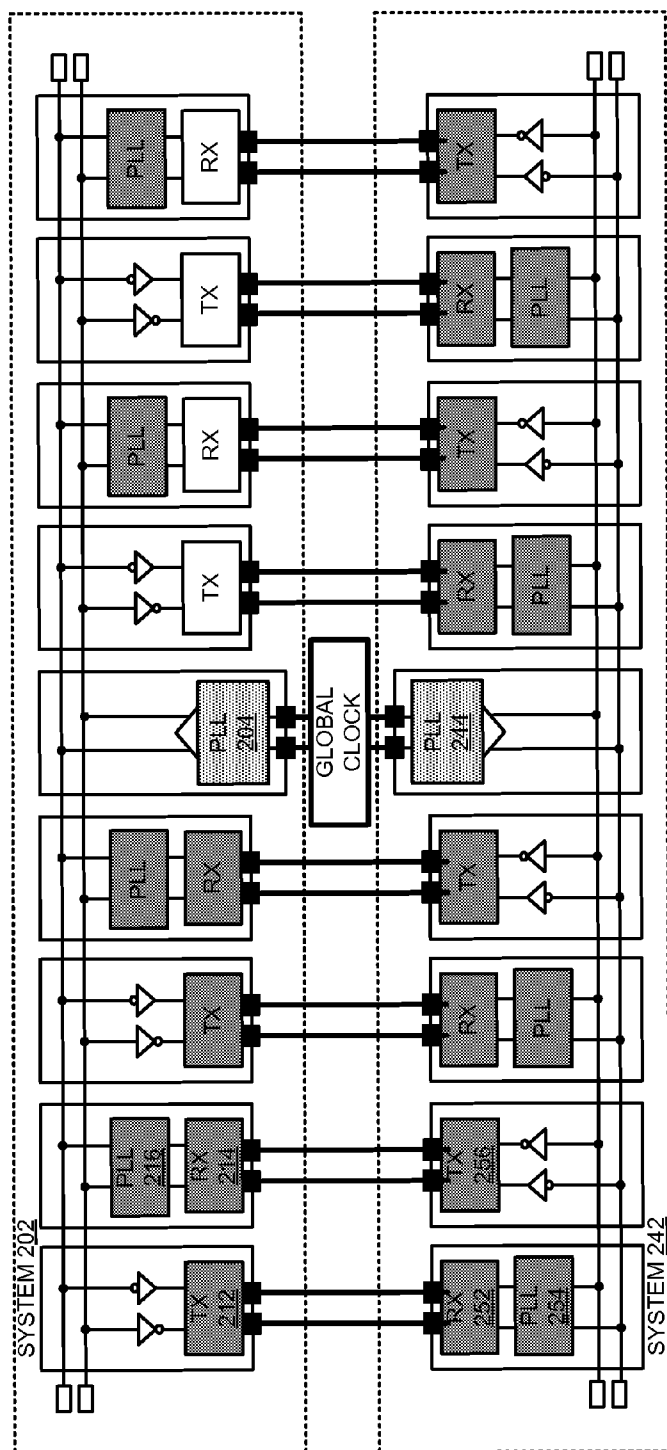 SYSTEM 202
TX
212
PLL
216
RX
214
TX
PLL
RX
PLL
204
TX
PLL
RX
TX
PLL
RX
GLOBAL
CLOCK
RX
252
PLL
254
TX
256
RX
PLL
TX
PLL
244
RX
PLL
TX
RX
PLL
TX
SYSTEM 242